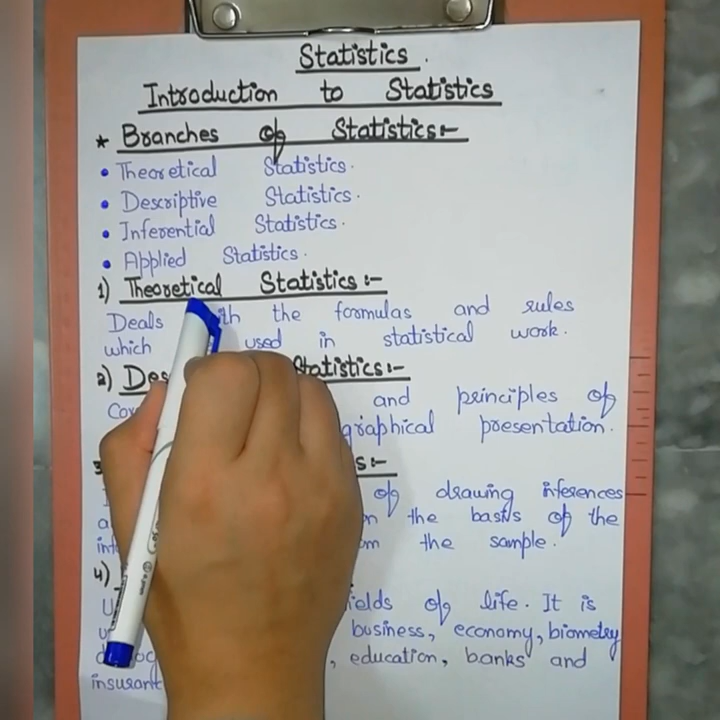 Statistics.
Introduction to Statistics
* Branches of Statistics:-
• Theoretical Statistics.
• Descriptive Statistics.
• Inferential Statistics.
• Applied Statistics.
1) Theoretical Statistics:-
Deals the formulas and rules
which used in statistical work.
2) Statistics:-
and principles of
graphical presentation.
3
of drawing inferences
the basis of the
the sample.
4)
of life. It is
business, economy, biometry
, education, banks and